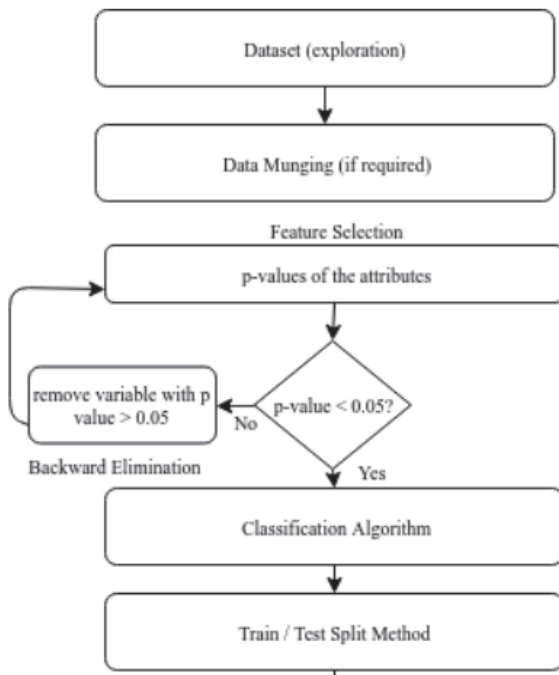 Dataset (exploration)
Data Munging (if required)
Feature Selection
p-values of the attributes
remove variable with p
value > 0.05
p-value < 0.05?
No
Backward Elimination
Yes
Classification Algorithm
Train / Test Split Method